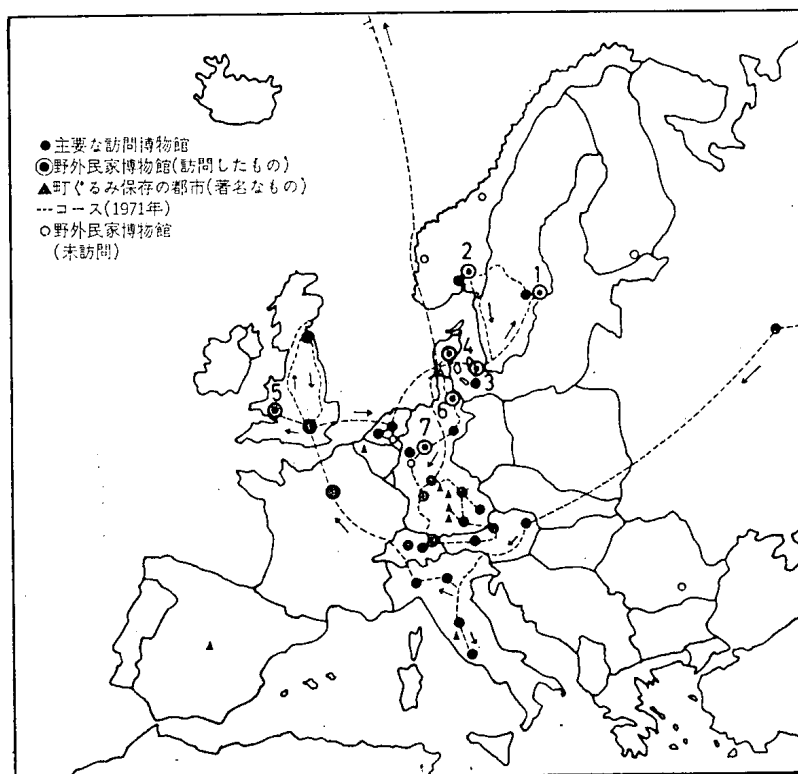 ●主要な訪問博物館
◉野外民家博物館(訪問したもの)
▲町ぐるみ保存の都市(著名なもの)
---コース(1971年)
○野外民家博物館
(未訪問)
2
1
4
3
5
6
7